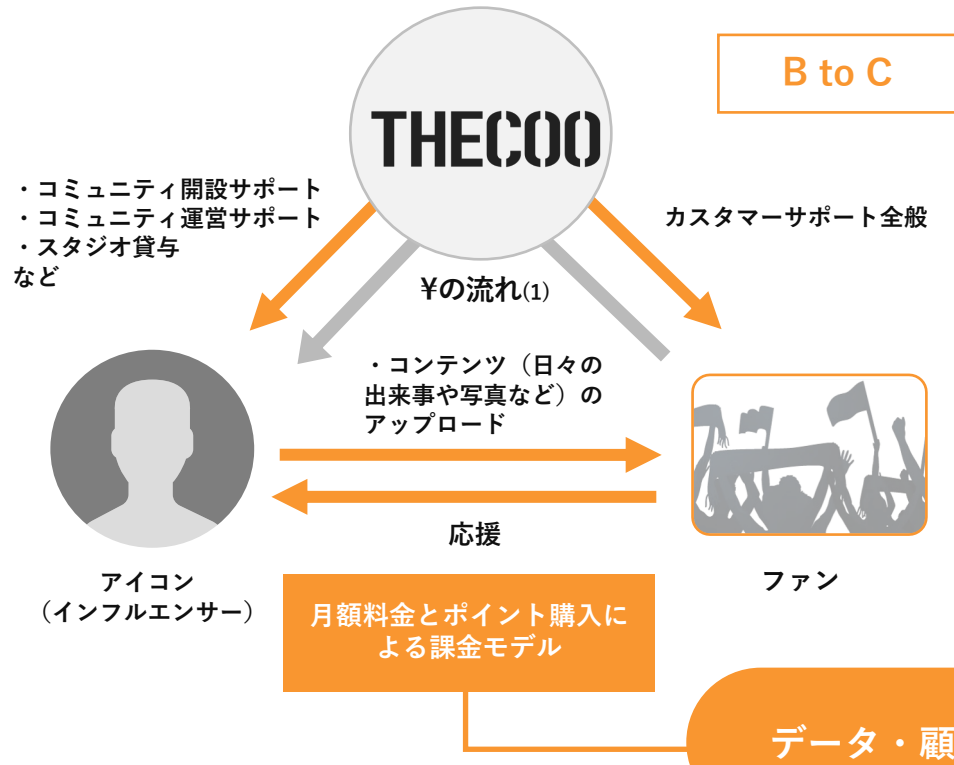 THECOO
B to C
・コミュニティ開設サポート
・コミュニティ運営サポート
・スタジオ貸与
など
カスタマーサポート全般
¥の流れ(1)
・コンテンツ（日々の
出来事や写真など）の
アップロード
応援
アイコン
（インフルエンサー）
ファン
月額料金とポイント購入に
よる課金モデル
データ・顧